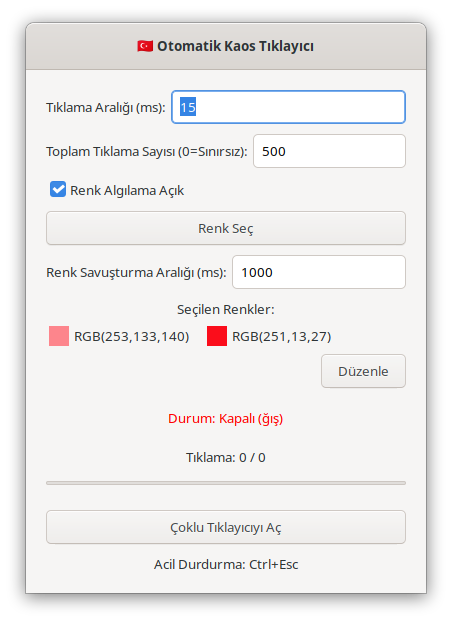 🇹🇷 Otomatik Kaos Tıklayıcı
Tıklama Aralığı (ms): 15
Toplam Tıklama Sayısı (0=Sınırsız): 500
Renk Algılama Açık
Renk Seç
Renk Savuşturma Aralığı (ms): 1000
Seçilen Renkler:
RGB(253,133,140) RGB(251,13,27)
Düzenle
Durum: Kapalı (ğış)
Tıklama: 0 / 0
Çoklu Tıklayıcıyı Aç
Acil Durdurma: Ctrl+Esc